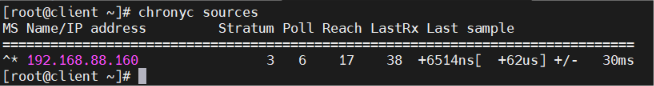 [root@client ~]# chronyc sources
MS Name/IP address         Stratum Poll Reach LastRx Last sample
===============================================================================
^* 192.168.88.160                3   6    17    38  +6514ns[  +62us] +/-   30ms
[root@client ~]#